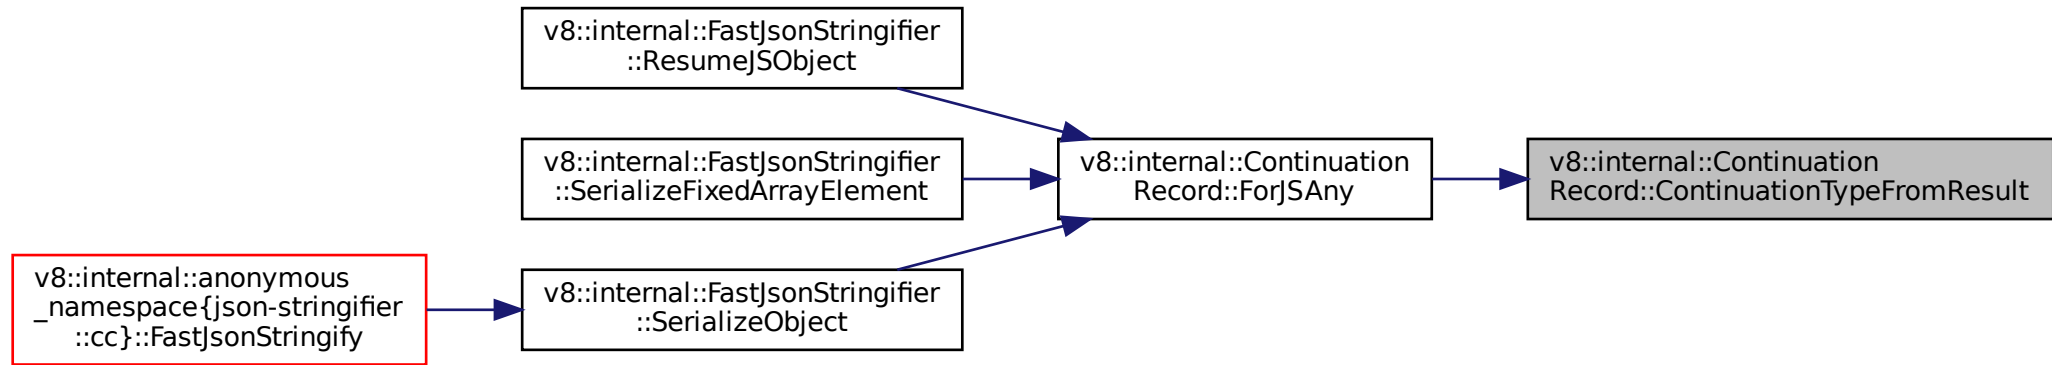 v8::internal::FastJsonStringifier
::ResumeJSObject
v8::internal::FastJsonStringifier
::SerializeFixedArrayElement
v8::internal::Continuation
Record::ForJSAny
v8::internal::Continuation
Record::ContinuationTypeFromResult
v8::internal::anonymous
_namespace{json-stringifier
::cc}::FastJsonStringify
v8::internal::FastJsonStringifier
::SerializeObject